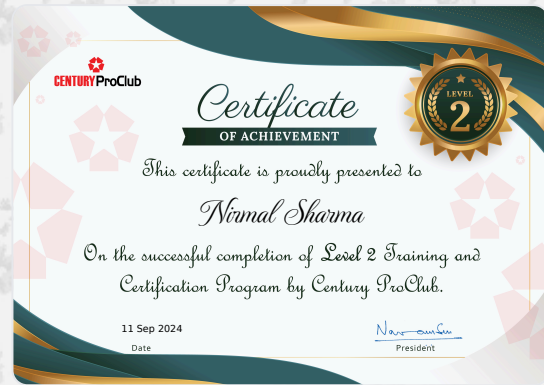 CENTURY ProClub
Certificate
OF ACHIEVEMENT
LEVEL
2
This certificate is proudly presented to
Nirmal Sharma
On the successful completion of Level 2 Training and
Certification Program by Century ProClub.
11 Sep 2024
Date
President